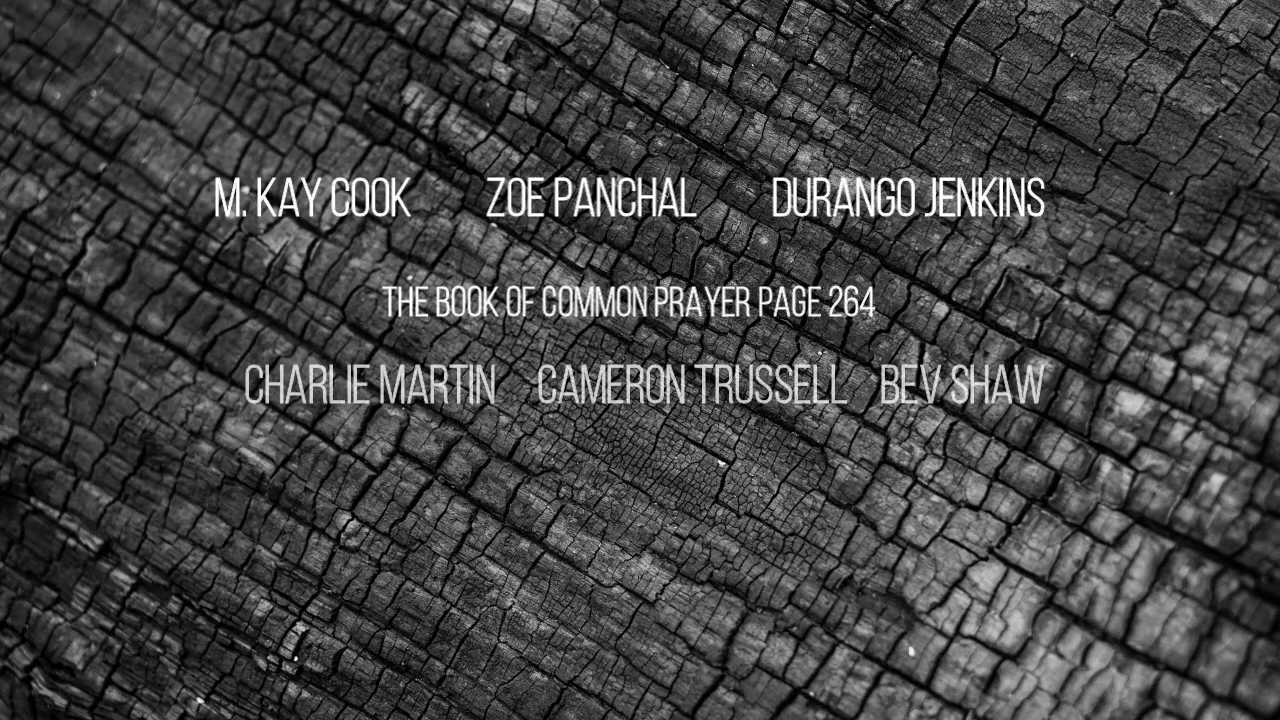 M. KAY COOK ZOE PANCHAL DURANGO JENKINS
THE BOOK OF COMMON PRAYER PAGE 264
CHARLIE MARTIN CAMERON TRUSSELL BEV SHAW